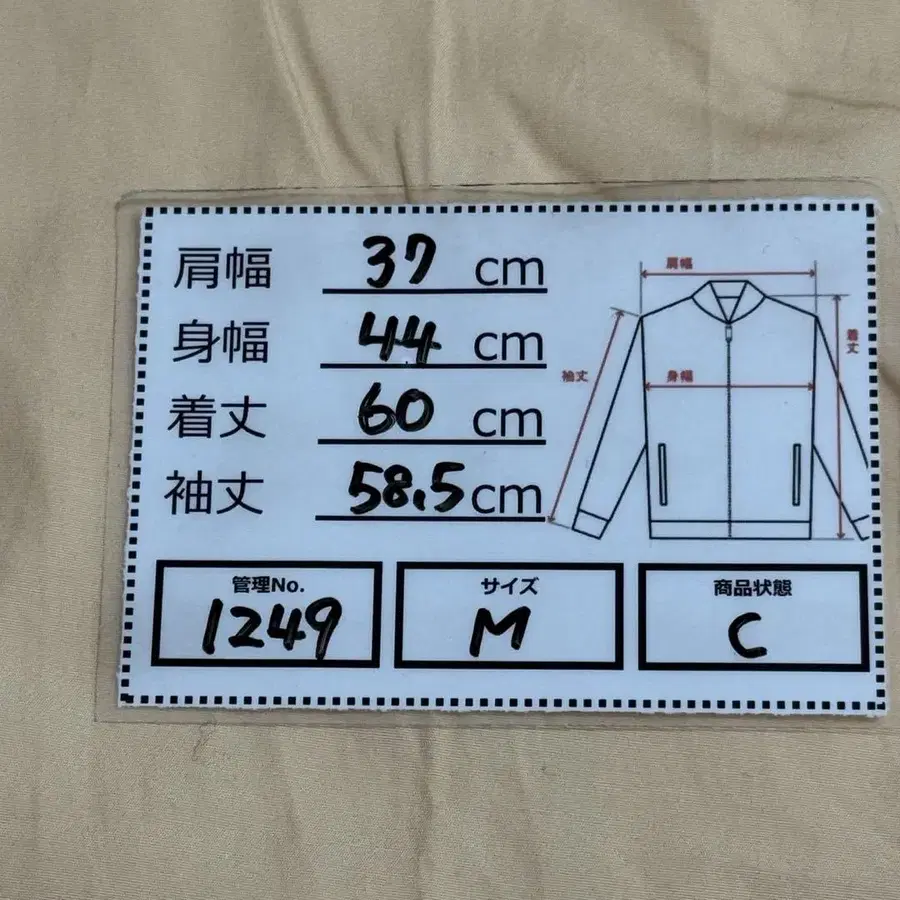 肩幅 37 cm
身幅 44 cm
着丈 60 cm
袖丈 58.5 cm
肩幅
着丈
袖丈
身幅
管理No.
1249
サイズ
M
商品状態
C